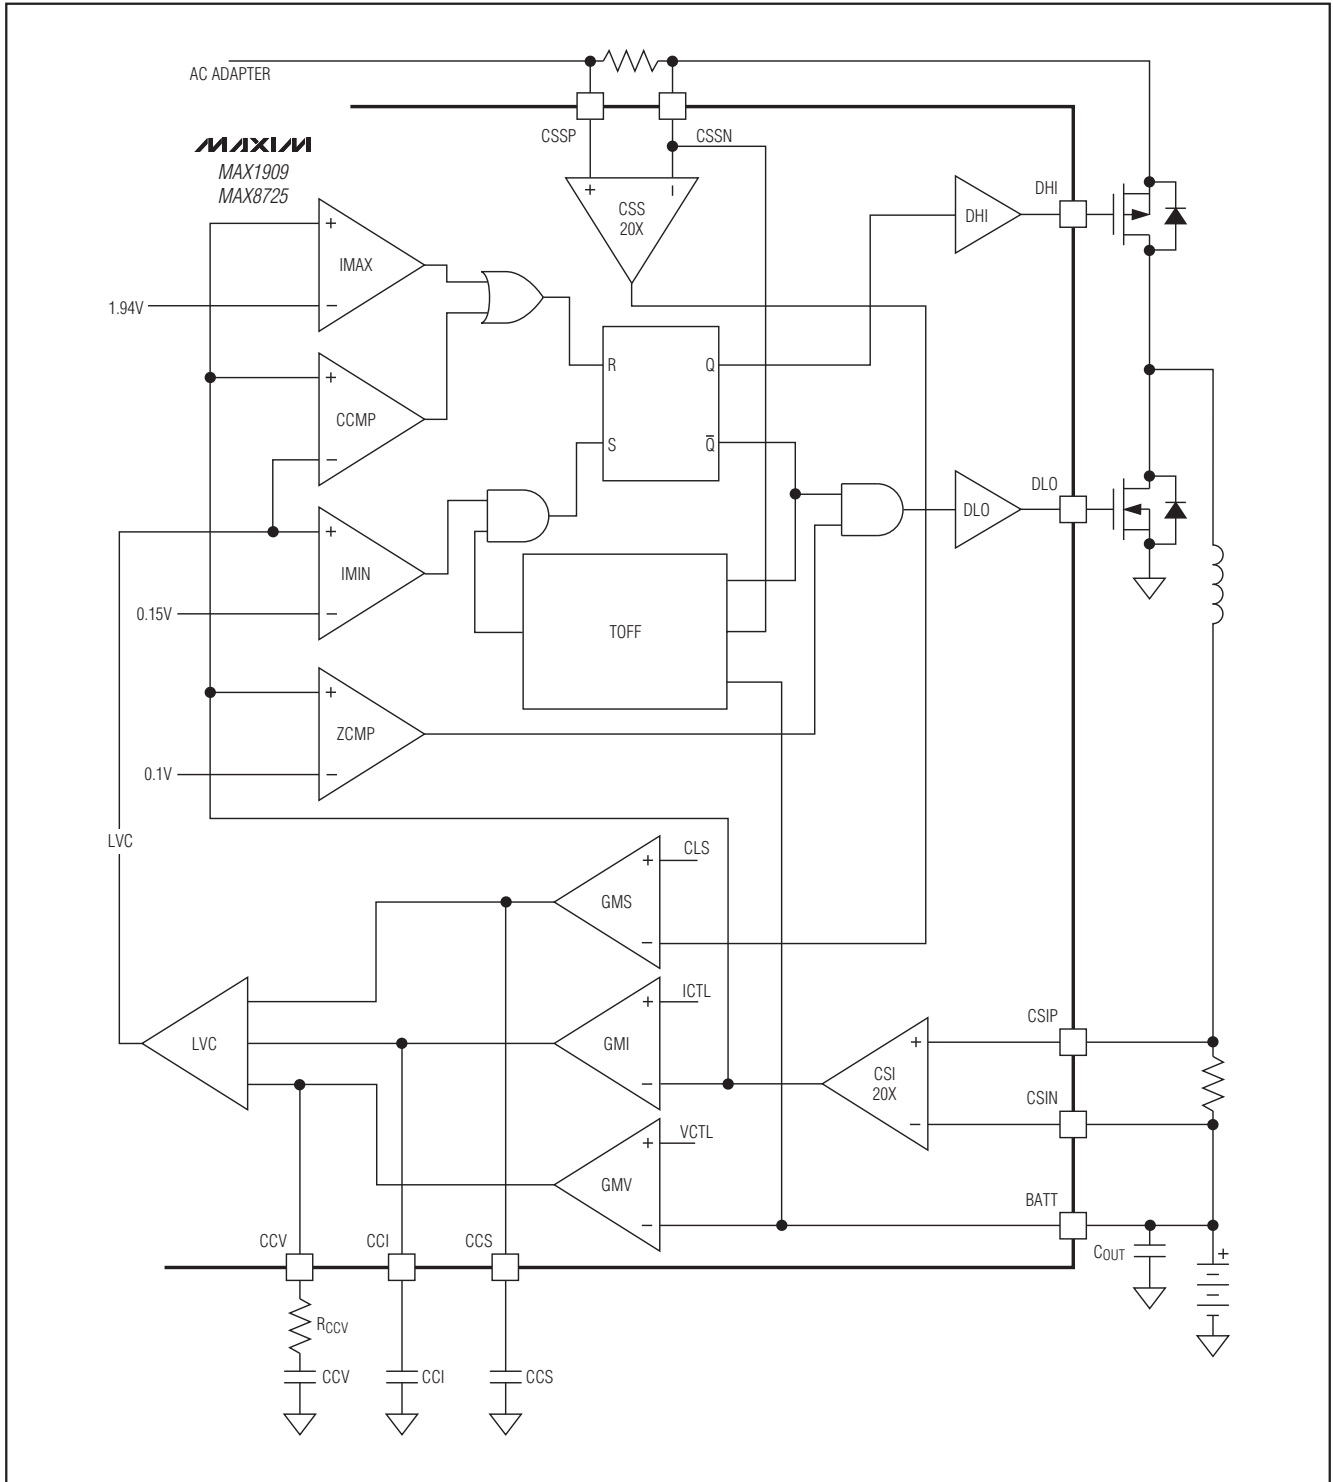 AC ADAPTER
MAXIM
MAX1909
MAX8725
CSSP
CSSN
+ −
CSS
20X
DHI
DHI
+
IMAX
−
1.94V
+
CCMP
−
R
Q
S
Q̅
+
IMIN
−
0.15V
DLO
DLO
TOFF
+
ZCMP
−
0.1V
LVC
+
CLS
GMS
−
+
ICTL
GMI
−
LVC
CSIP
+
CSI
20X
−
CSIN
+
VCTL
GMV
−
BATT
COUT
+
CCV
CCI
CCS
RCCV
CCV
CCI
CCS